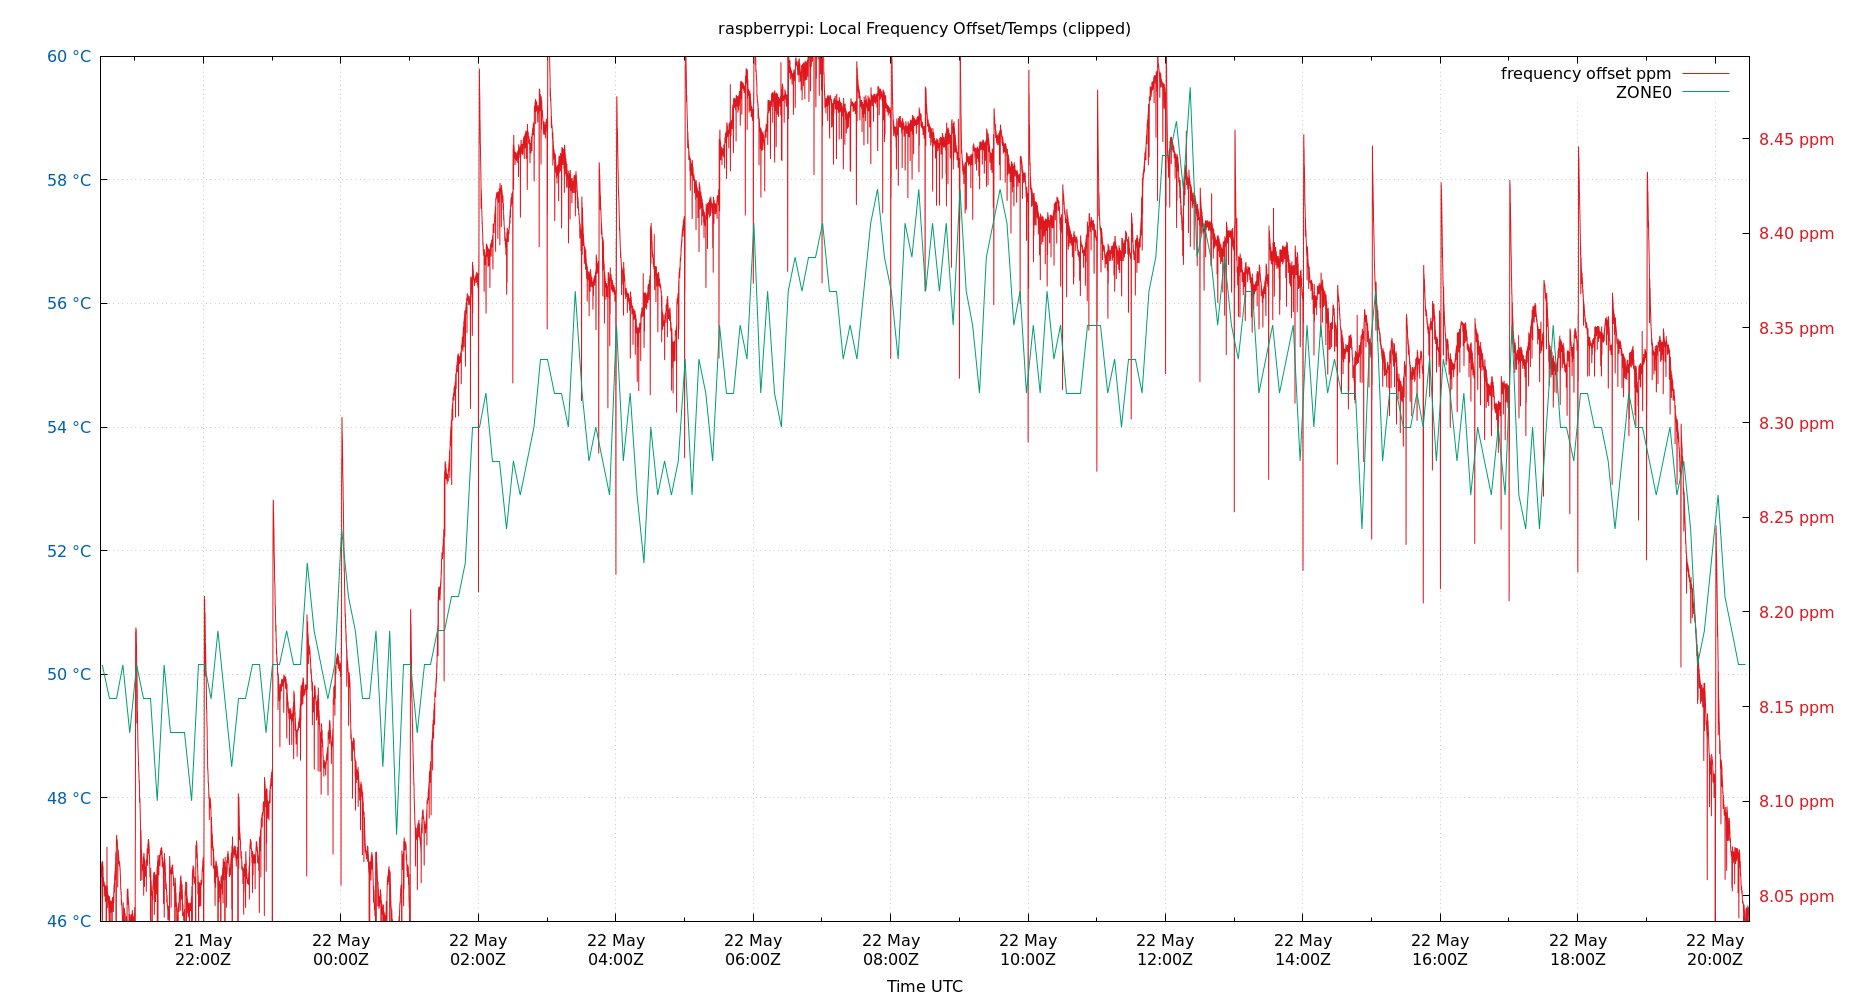 raspberrypi: Local Frequency Offset/Temps (clipped)
frequency offset ppm
ZONE0
60 °C
58 °C
56 °C
54 °C
52 °C
50 °C
48 °C
46 °C
8.45 ppm
8.40 ppm
8.35 ppm
8.30 ppm
8.25 ppm
8.20 ppm
8.15 ppm
8.10 ppm
8.05 ppm
21 May 22 May 22 May 22 May 22 May 22 May 22 May 22 May 22 May 22 May 22 May 22 May
22:00Z 00:00Z 02:00Z 04:00Z 06:00Z 08:00Z 10:00Z 12:00Z 14:00Z 16:00Z 18:00Z 20:00Z
Time UTC